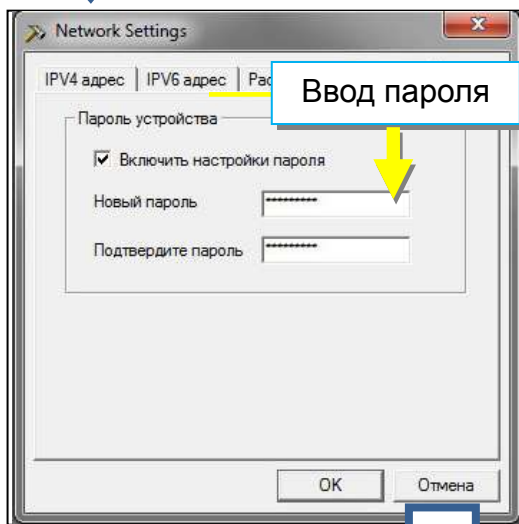 Network Settings
IPV4 адрес
IPV6 адрес
Ввод пароля
Пароль устройства
Включить настройки пароля
Новый пароль
*********
Подтвердите пароль
*********
OK
Отмена